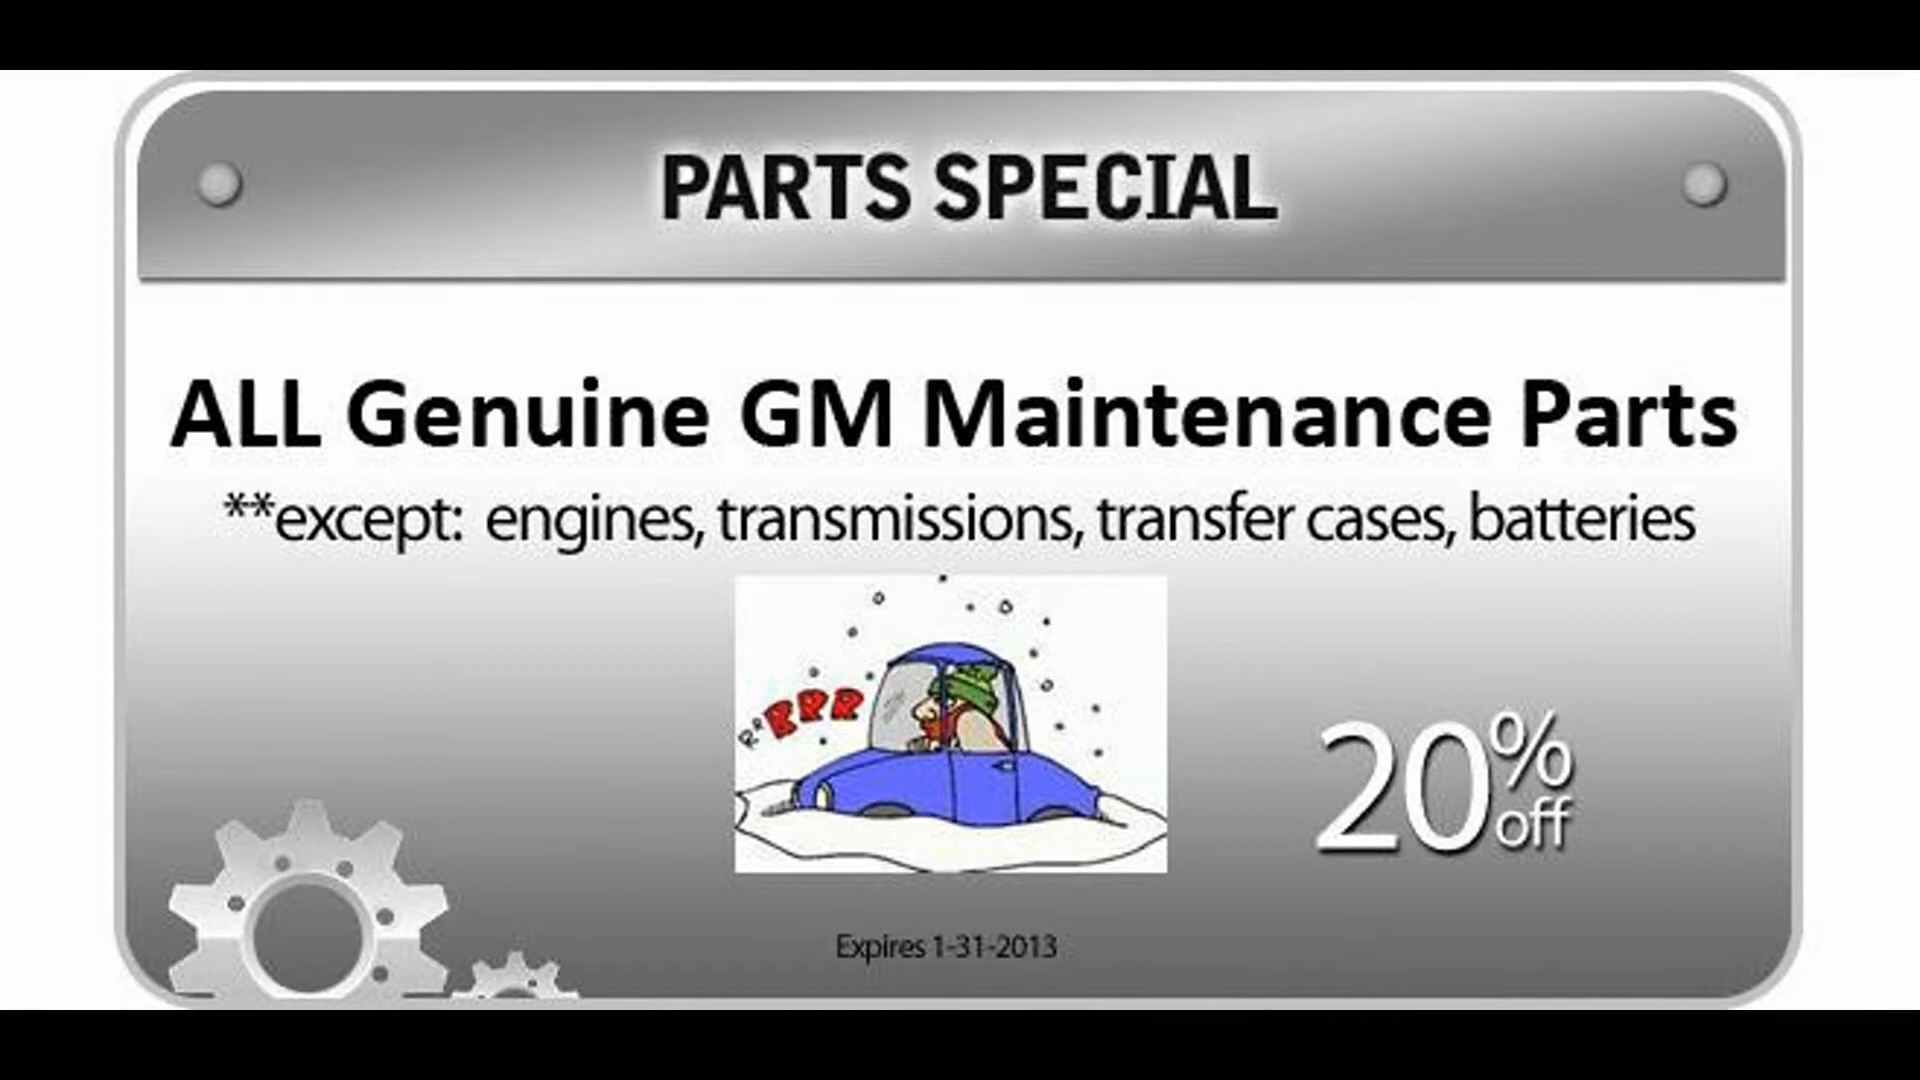 PARTS SPECIAL
ALL Genuine GM Maintenance Parts
**except: engines, transmissions, transfer cases, batteries
R R RRR
20% off
Expires 1-31-2013